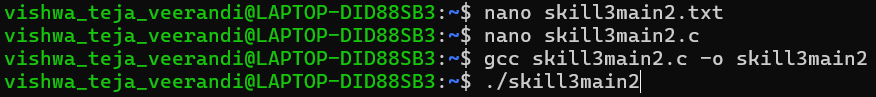 vishwa_teja_veerandi@LAPTOP-DID88SB3:~$ nano skill3main2.txt
vishwa_teja_veerandi@LAPTOP-DID88SB3:~$ nano skill3main2.c
vishwa_teja_veerandi@LAPTOP-DID88SB3:~$ gcc skill3main2.c -o skill3main2
vishwa_teja_veerandi@LAPTOP-DID88SB3:~$ ./skill3main2